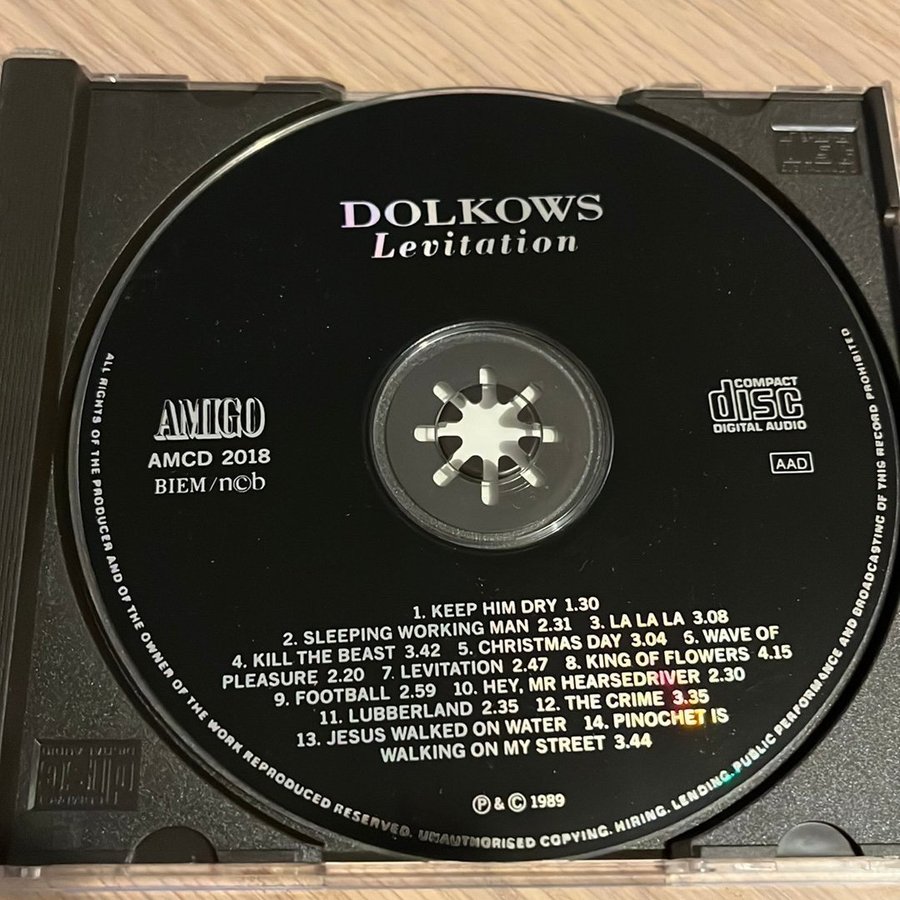 DOLKOWS
Levitation
AMIGO
AMCD 2018
BIEM/n©b
COMPACT
disc
DIGITAL AUDIO
AAD
1. KEEP HIM DRY 1.30
2. SLEEPING WORKING MAN 2.31 3. LA LA LA 3.08
4. KILL THE BEAST 3.42 5. CHRISTMAS DAY 3.04 6. WAVE OF
PLEASURE 2.20 7. LEVITATION 2.47 8. KING OF FLOWERS 4.15
9. FOOTBALL 2.59 10. HEY, MR HEARSEDRIVER 2.30
11. LUBBERLAND 2.35 12. THE CRIME 3.35
13. JESUS WALKED ON WATER 14. PINOCHET IS
WALKING ON MY STREET 3.44
℗ & © 1989
ALL RIGHTS OF THE PRODUCER AND OF THE OWNER OF THE WORK REPRODUCED RESERVED. UNAUTHORISED COPYING. HIRING. LENDING. PUBLIC PERFORMANCE AND BROADCASTING OF THIS RECORD PROHIBITED